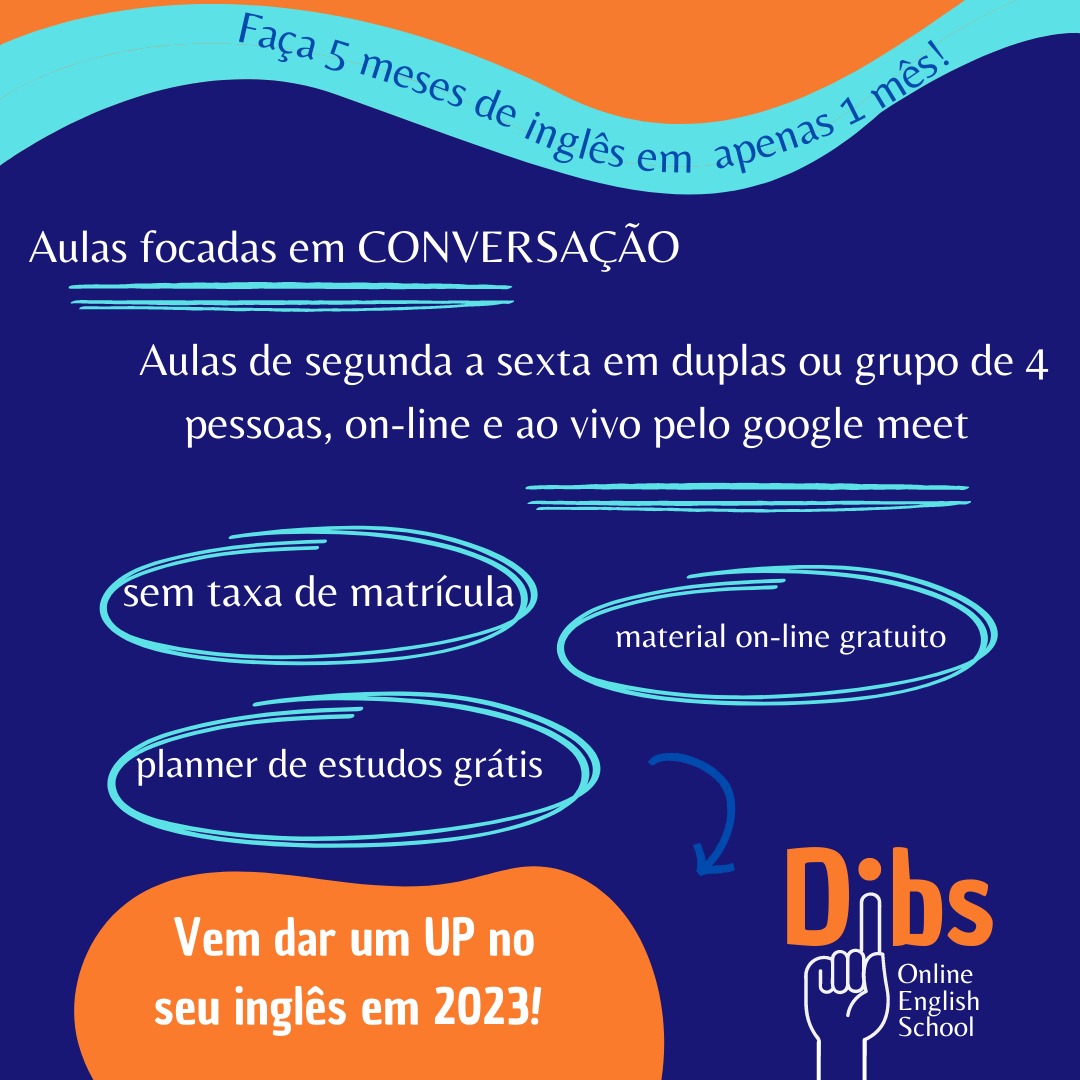 Faça 5 meses de inglês em apenas 1 mês!
Aulas focadas em CONVERSAÇÃO
Aulas de segunda a sexta em duplas ou grupo de 4
pessoas, on-line e ao vivo pelo google meet
sem taxa de matrícula
material on-line gratuito
planner de estudos grátis
Vem dar um UP no
seu inglês em 2023!
Dibs
Online
English
School